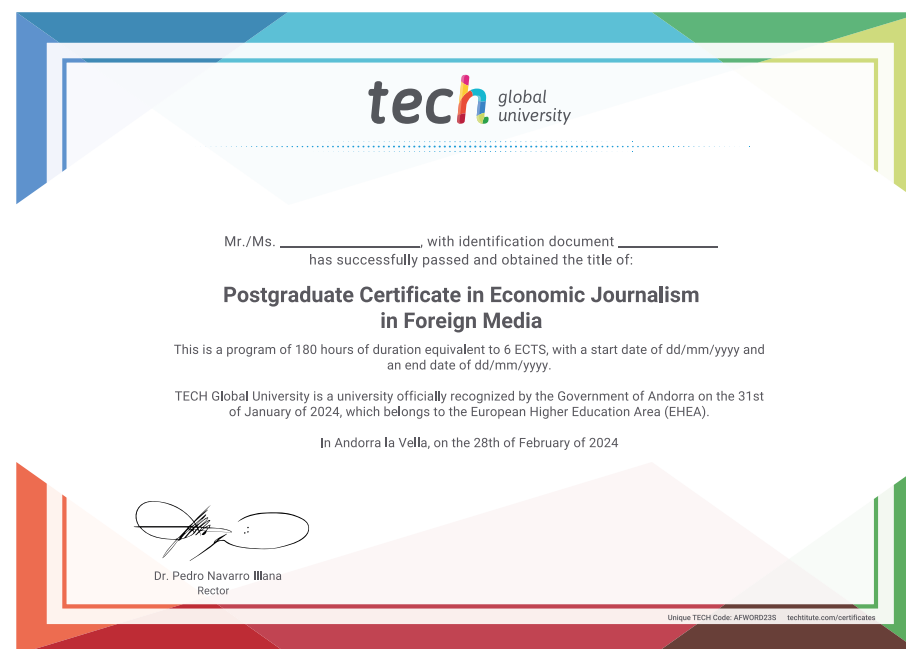 tech global
university
Mr./Ms. ____________, with identification document ____________
has successfully passed and obtained the title of:
Postgraduate Certificate in Economic Journalism
in Foreign Media
This is a program of 180 hours of duration equivalent to 6 ECTS, with a start date of dd/mm/yyyy and
an end date of dd/mm/yyyy.
TECH Global University is a university officially recognized by the Government of Andorra on the 31st
of January of 2024, which belongs to the European Higher Education Area (EHEA).
In Andorra la Vella, on the 28th of February of 2024
Dr. Pedro Navarro Illana
Rector
Unique TECH Code: AFWORD23S techtitute.com/certificates